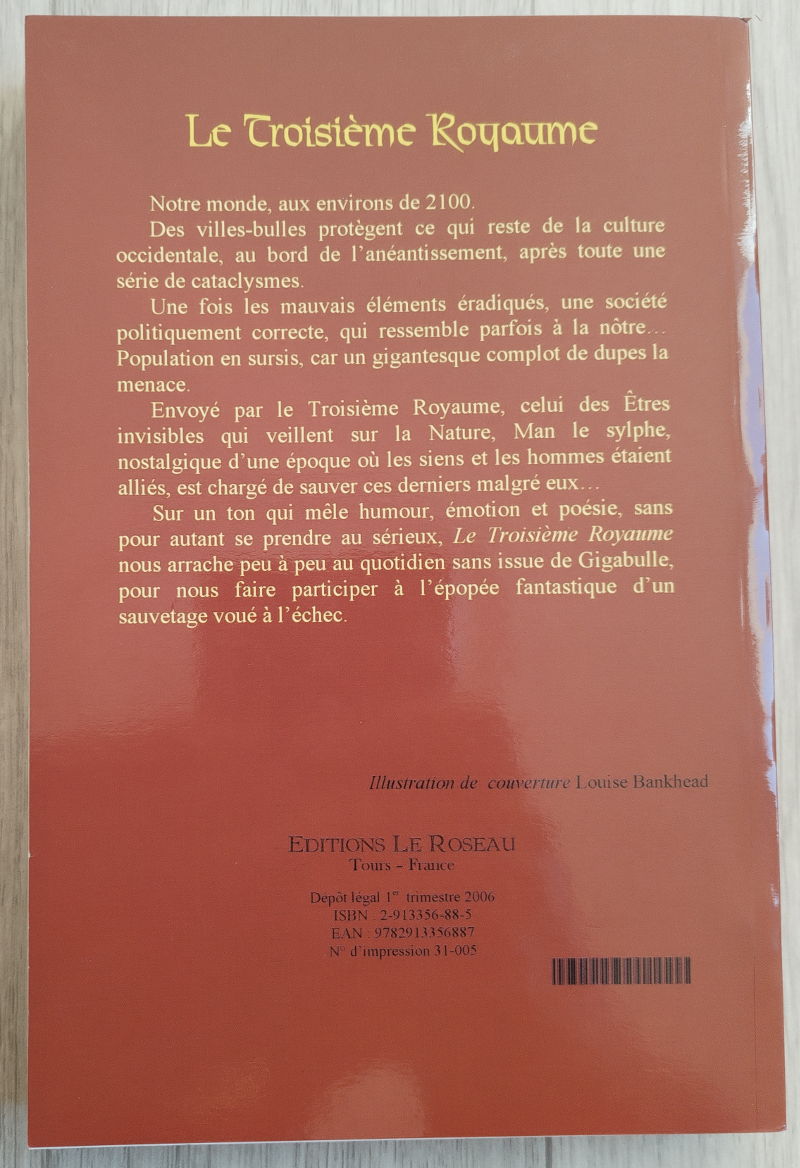 Le Troisième Royaume
Notre monde, aux environs de 2100.
Des villes-bulles protègent ce qui reste de la culture
occidentale, au bord de l'anéantissement, après toute une
série de cataclysmes.
Une fois les mauvais éléments éradiqués, une société
politiquement correcte, qui ressemble parfois à la nôtre…
Population en sursis, car un gigantesque complot de dupes la
menace.
Envoyé par le Troisième Royaume, celui des Êtres
invisibles qui veillent sur la Nature, Man le sylphe,
nostalgique d'une époque où les siens et les hommes étaient
alliés, est chargé de sauver ces derniers malgré eux…
Sur un ton qui mêle humour, émotion et poésie, sans
pour autant se prendre au sérieux, Le Troisième Royaume
nous arrache peu à peu au quotidien sans issue de Gigabulle,
pour nous faire participer à l'épopée fantastique d'un
sauvetage voué à l'échec.
Illustration de couverture Louise Bankhead
EDITIONS LE ROSEAU
Tours – France
Dépôt légal 1er trimestre 2006
ISBN : 2-913356-88-5
EAN : 9782913356887
N° d'impression 31-005